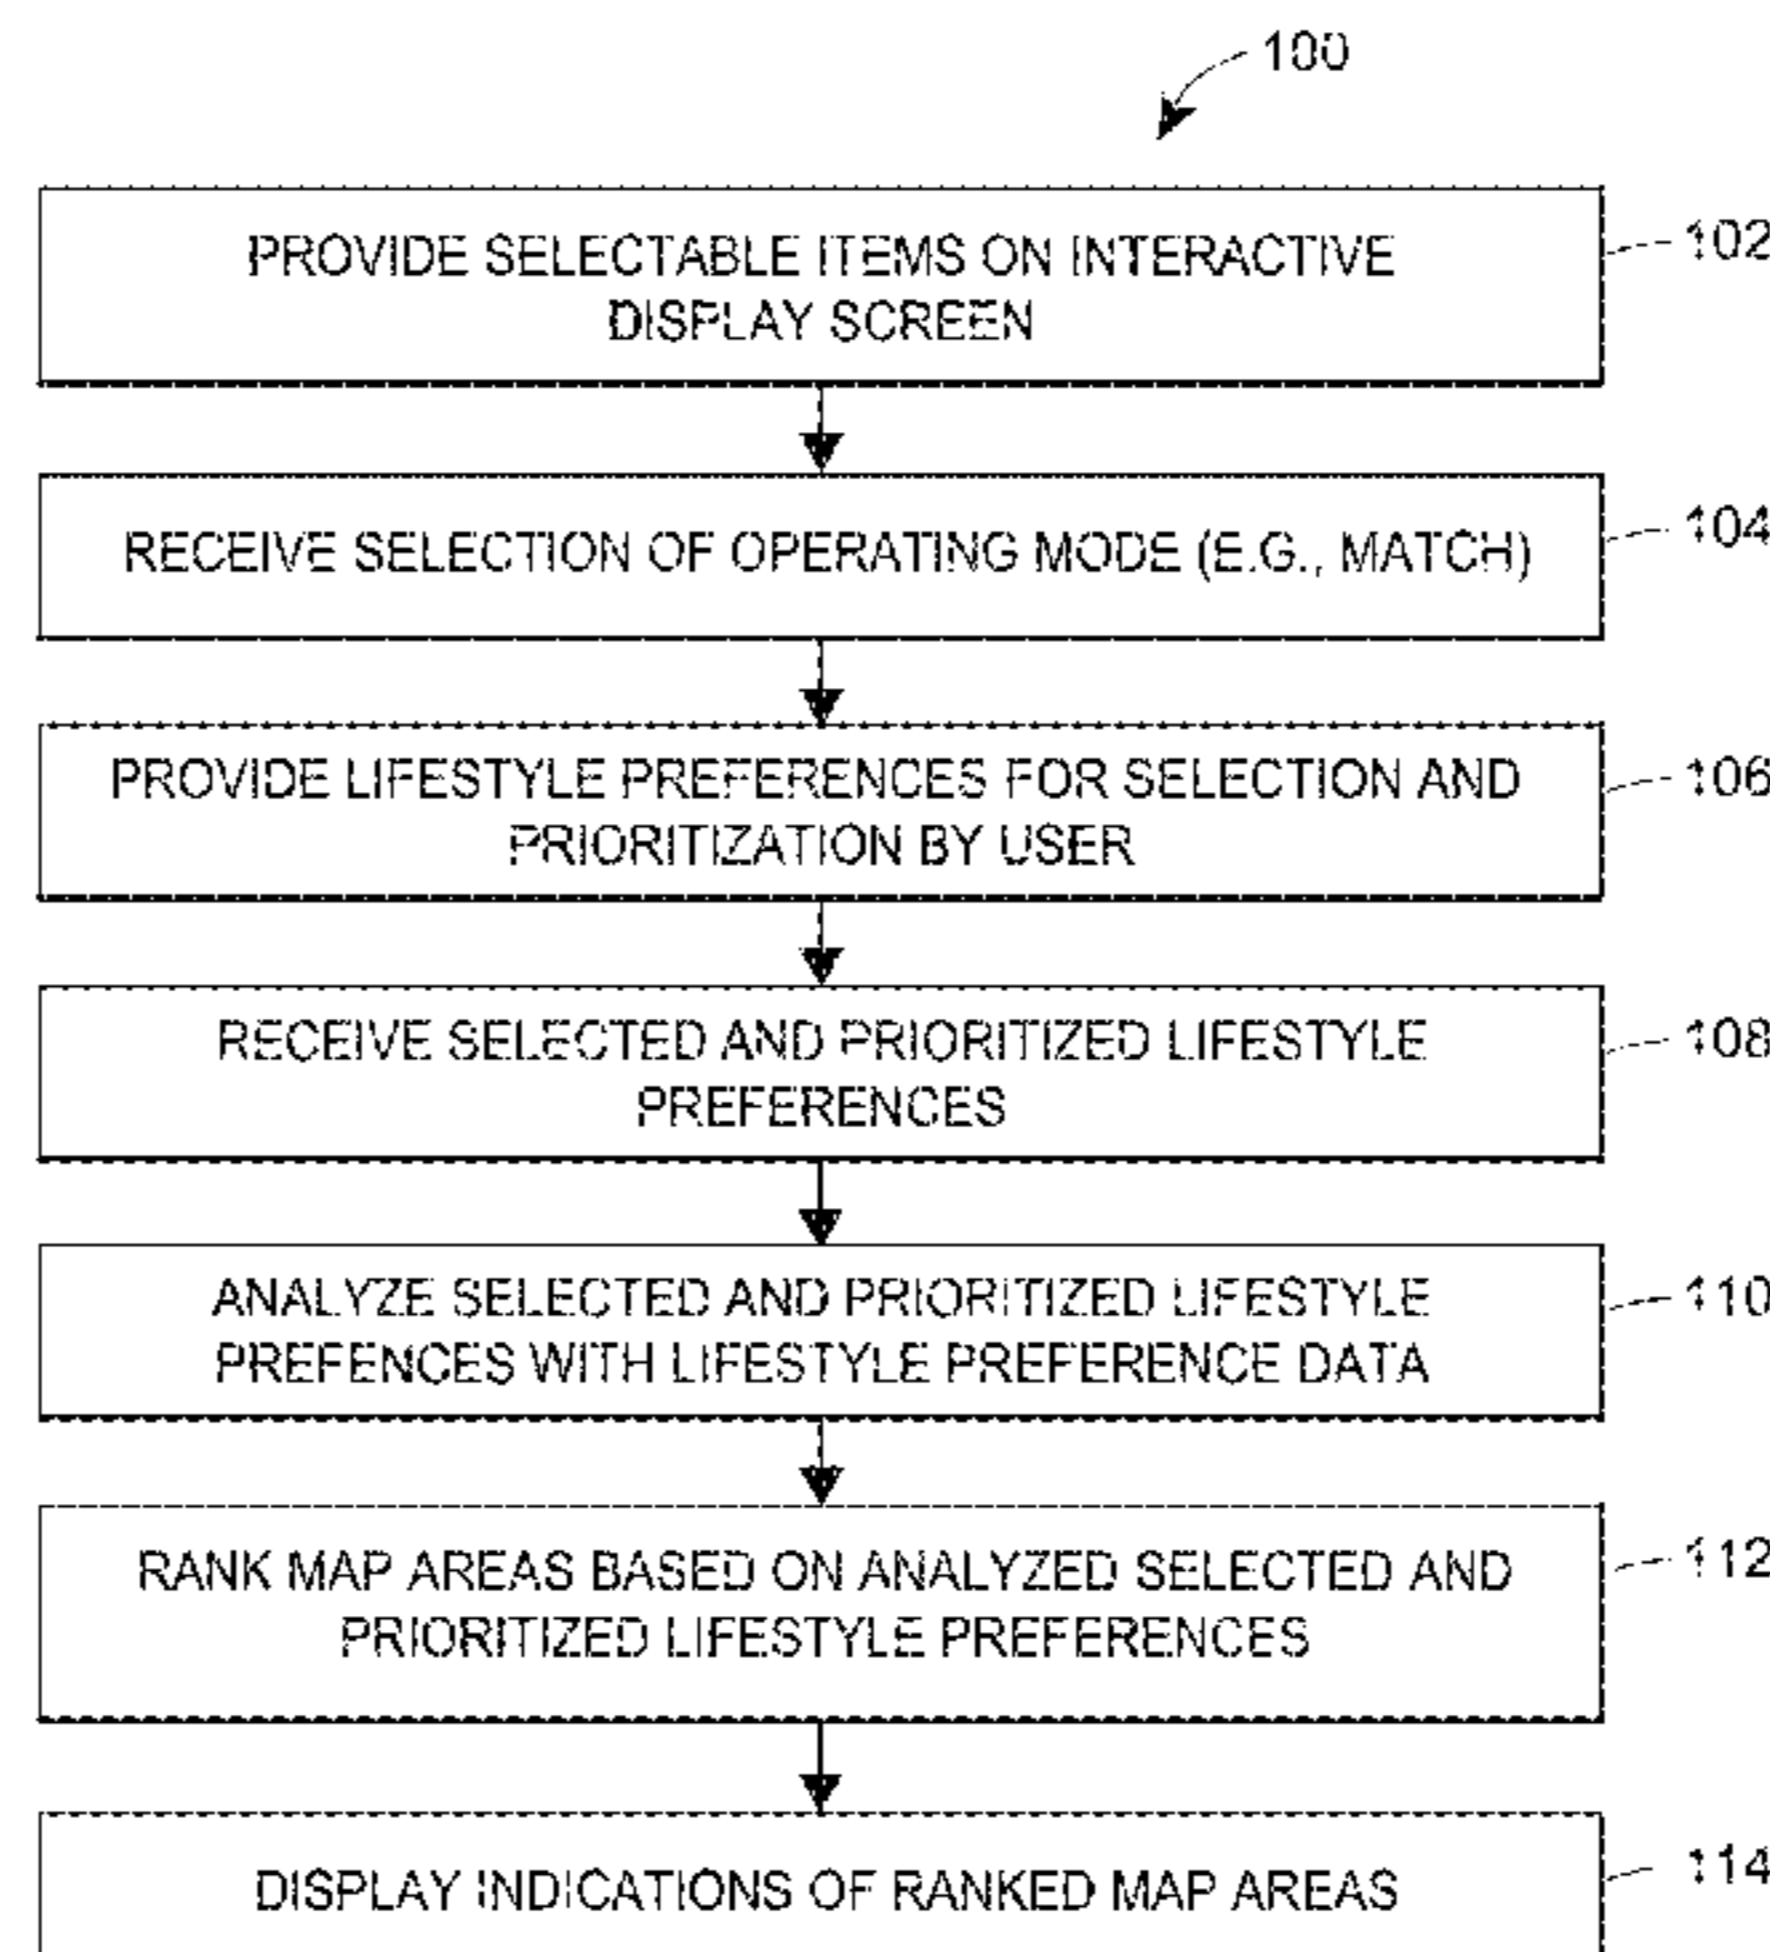 100
PROVIDE SELECTABLE ITEMS ON INTERACTIVE
DISPLAY SCREEN
102
RECEIVE SELECTION OF OPERATING MODE (E.G., MATCH)
104
PROVIDE LIFESTYLE PREFERENCES FOR SELECTION AND
PRIORITIZATION BY USER
106
RECEIVE SELECTED AND PRIORITIZED LIFESTYLE
PREFERENCES
108
ANALYZE SELECTED AND PRIORITIZED LIFESTYLE
PREFENCES WITH LIFESTYLE PREFERENCE DATA
110
RANK MAP AREAS BASED ON ANALYZED SELECTED AND
PRIORITIZED LIFESTYLE PREFERENCES
112
DISPLAY INDICATIONS OF RANKED MAP AREAS
114